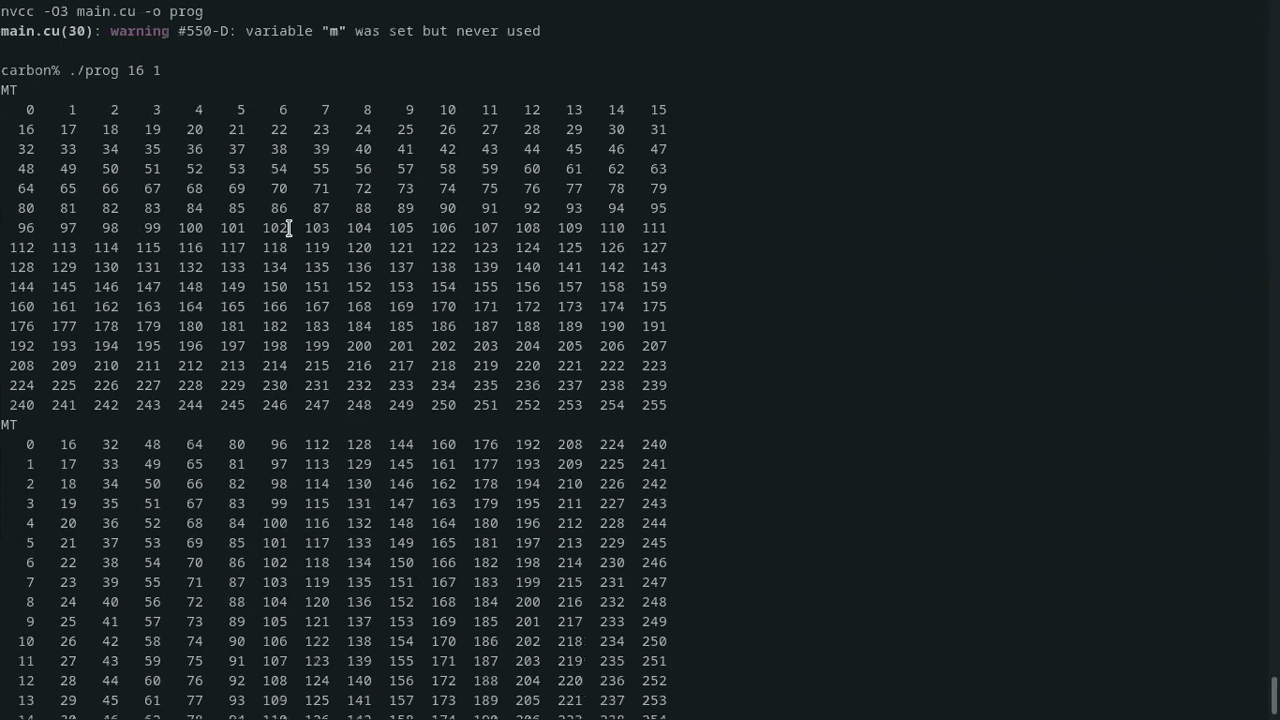 nvcc -O3 main.cu -o prog
main.cu(30): warning #550-D: variable "m" was set but never used
carbon% ./prog 16 1
MT
0 1 2 3 4 5 6 7 8 9 10 11 12 13 14 15
16 17 18 19 20 21 22 23 24 25 26 27 28 29 30 31
32 33 34 35 36 37 38 39 40 41 42 43 44 45 46 47
48 49 50 51 52 53 54 55 56 57 58 59 60 61 62 63
64 65 66 67 68 69 70 71 72 73 74 75 76 77 78 79
80 81 82 83 84 85 86 87 88 89 90 91 92 93 94 95
96 97 98 99 100 101 102 103 104 105 106 107 108 109 110 111
112 113 114 115 116 117 118 119 120 121 122 123 124 125 126 127
128 129 130 131 132 133 134 135 136 137 138 139 140 141 142 143
144 145 146 147 148 149 150 151 152 153 154 155 156 157 158 159
160 161 162 163 164 165 166 167 168 169 170 171 172 173 174 175
176 177 178 179 180 181 182 183 184 185 186 187 188 189 190 191
192 193 194 195 196 197 198 199 200 201 202 203 204 205 206 207
208 209 210 211 212 213 214 215 216 217 218 219 220 221 222 223
224 225 226 227 228 229 230 231 232 233 234 235 236 237 238 239
240 241 242 243 244 245 246 247 248 249 250 251 252 253 254 255
MT
0 16 32 48 64 80 96 112 128 144 160 176 192 208 224 240
1 17 33 49 65 81 97 113 129 145 161 177 193 209 225 241
2 18 34 50 66 82 98 114 130 146 162 178 194 210 226 242
3 19 35 51 67 83 99 115 131 147 163 179 195 211 227 243
4 20 36 52 68 84 100 116 132 148 164 180 196 212 228 244
5 21 37 53 69 85 101 117 133 149 165 181 197 213 229 245
6 22 38 54 70 86 102 118 134 150 166 182 198 214 230 246
7 23 39 55 71 87 103 119 135 151 167 183 199 215 231 247
8 24 40 56 72 88 104 120 136 152 168 184 200 216 232 248
9 25 41 57 73 89 105 121 137 153 169 185 201 217 233 249
10 26 42 58 74 90 106 122 138 154 170 186 202 218 234 250
11 27 43 59 75 91 107 123 139 155 171 187 203 219 235 251
12 28 44 60 76 92 108 124 140 156 172 188 204 220 236 252
13 29 45 61 77 93 109 125 141 157 173 189 205 221 237 253